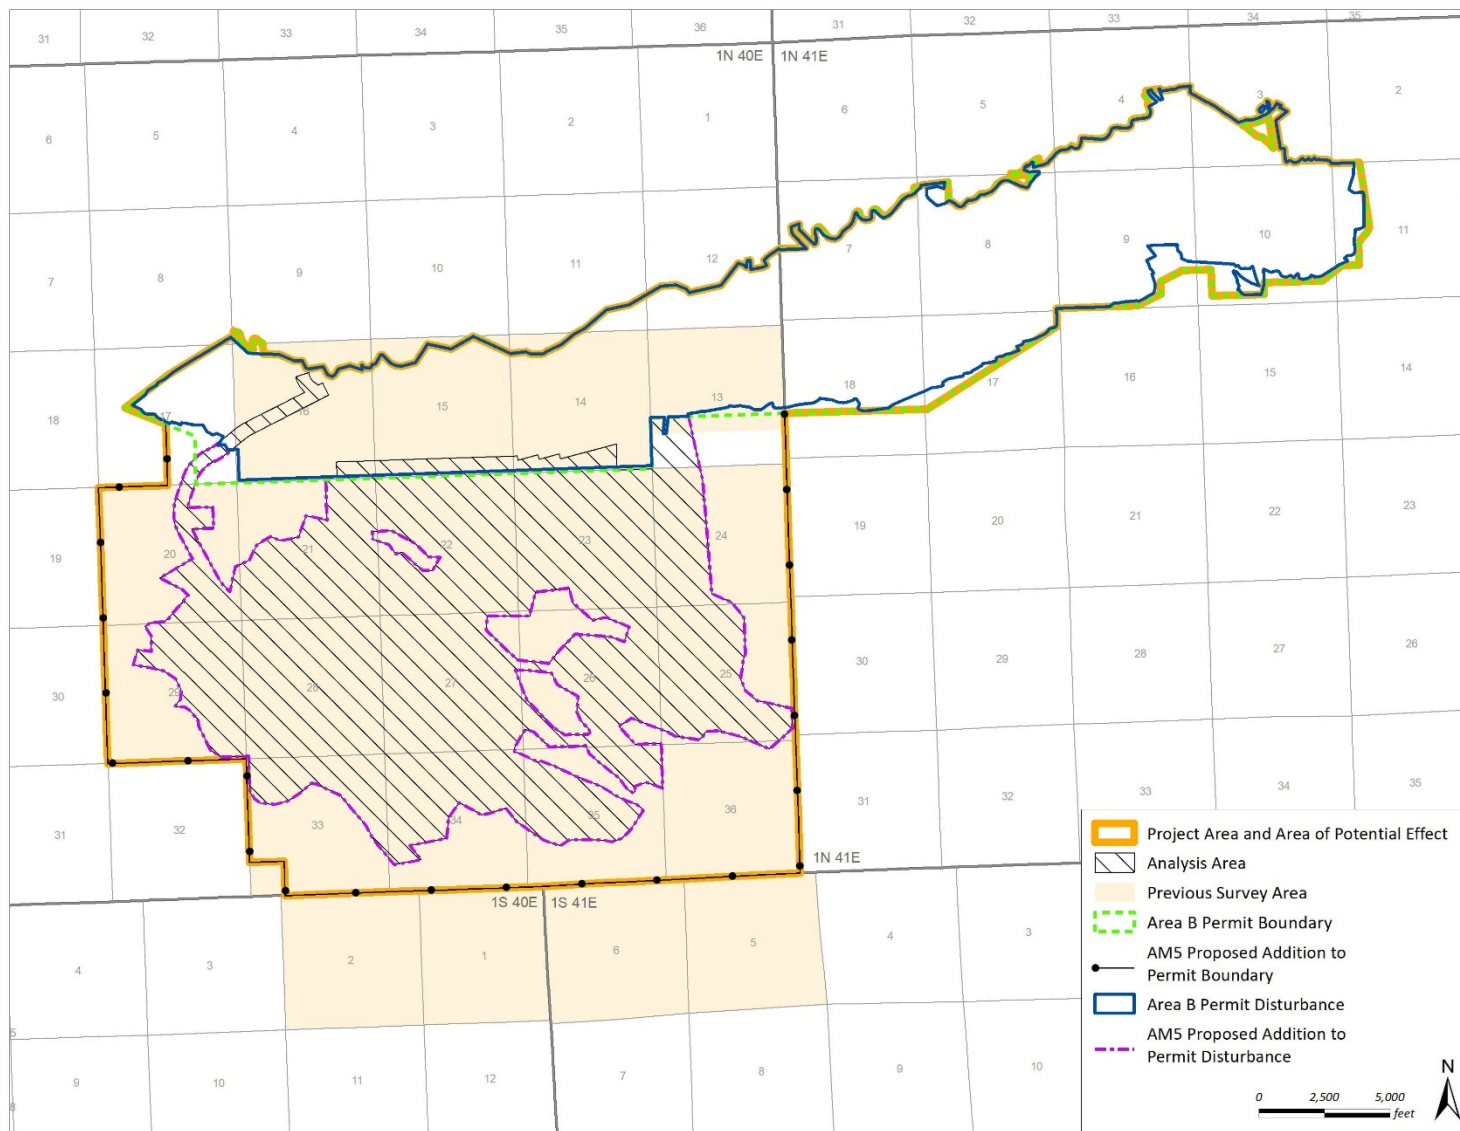 31 32 33 34 35 36 31 32 33 34 35
1N 40E 1N 41E
6 5 4 3 2 1 6 5 4 3 2
7 8 9 10 11 12 7 8 9 10 11
18 17 16 15 14 13 18 17 16 15 14
19 20 21 22 23 24 19 20 21 22 23
30 29 28 27 26 25 30 29 28 27 26
31 32 33 34 35 36 31 32 33 34 35
1N 41E
1S 40E 1S 41E
4 3 2 1 6 5 4 3
5
9 10 11 12 7 8 9 10
8
Project Area and Area of Potential Effect
Analysis Area
Previous Survey Area
Area B Permit Boundary
AM5 Proposed Addition to
Permit Boundary
Area B Permit Disturbance
AM5 Proposed Addition to
Permit Disturbance
N
0 2,500 5,000
feet